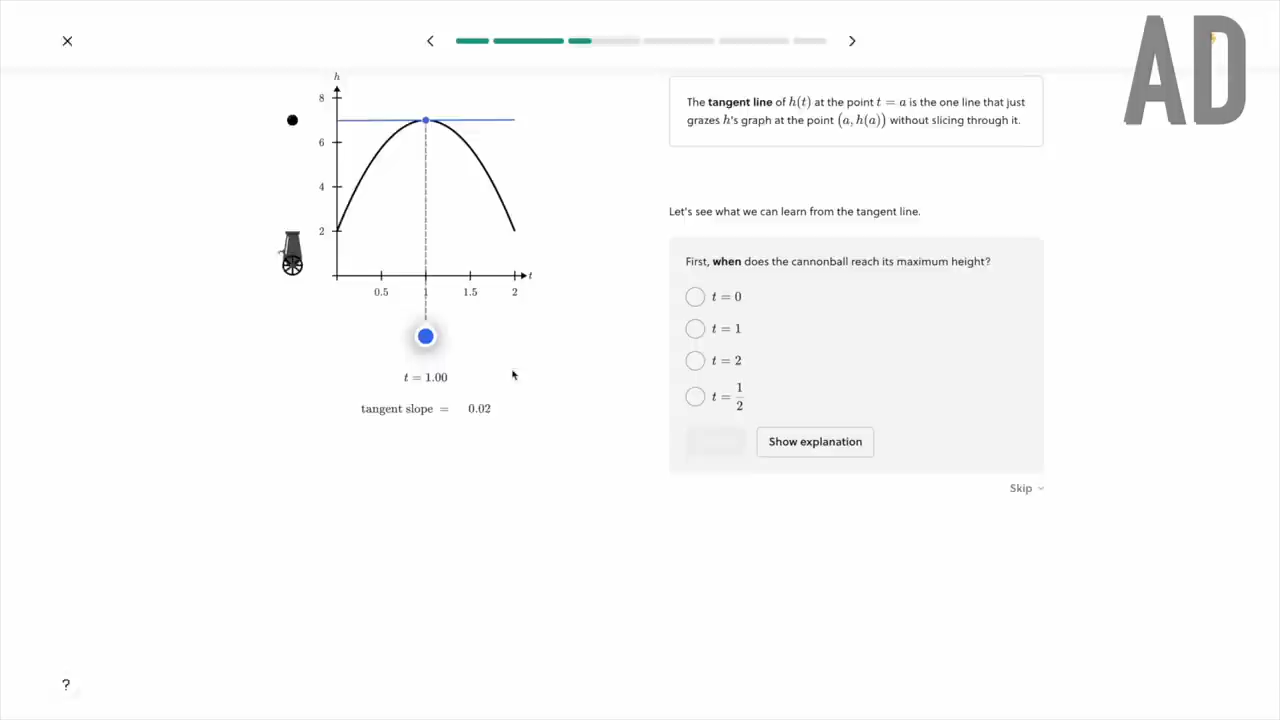 AD
h
8
6
4
2
t
0.5 1 1.5 2
t = 1.00
tangent slope = 0.02
The tangent line of h(t) at the point t = a is the one line that just
grazes h's graph at the point (a, h(a)) without slicing through it.
Let's see what we can learn from the tangent line.
First, when does the cannonball reach its maximum height?
t = 0
t = 1
t = 2
t = 1/2
Show explanation
Skip
?